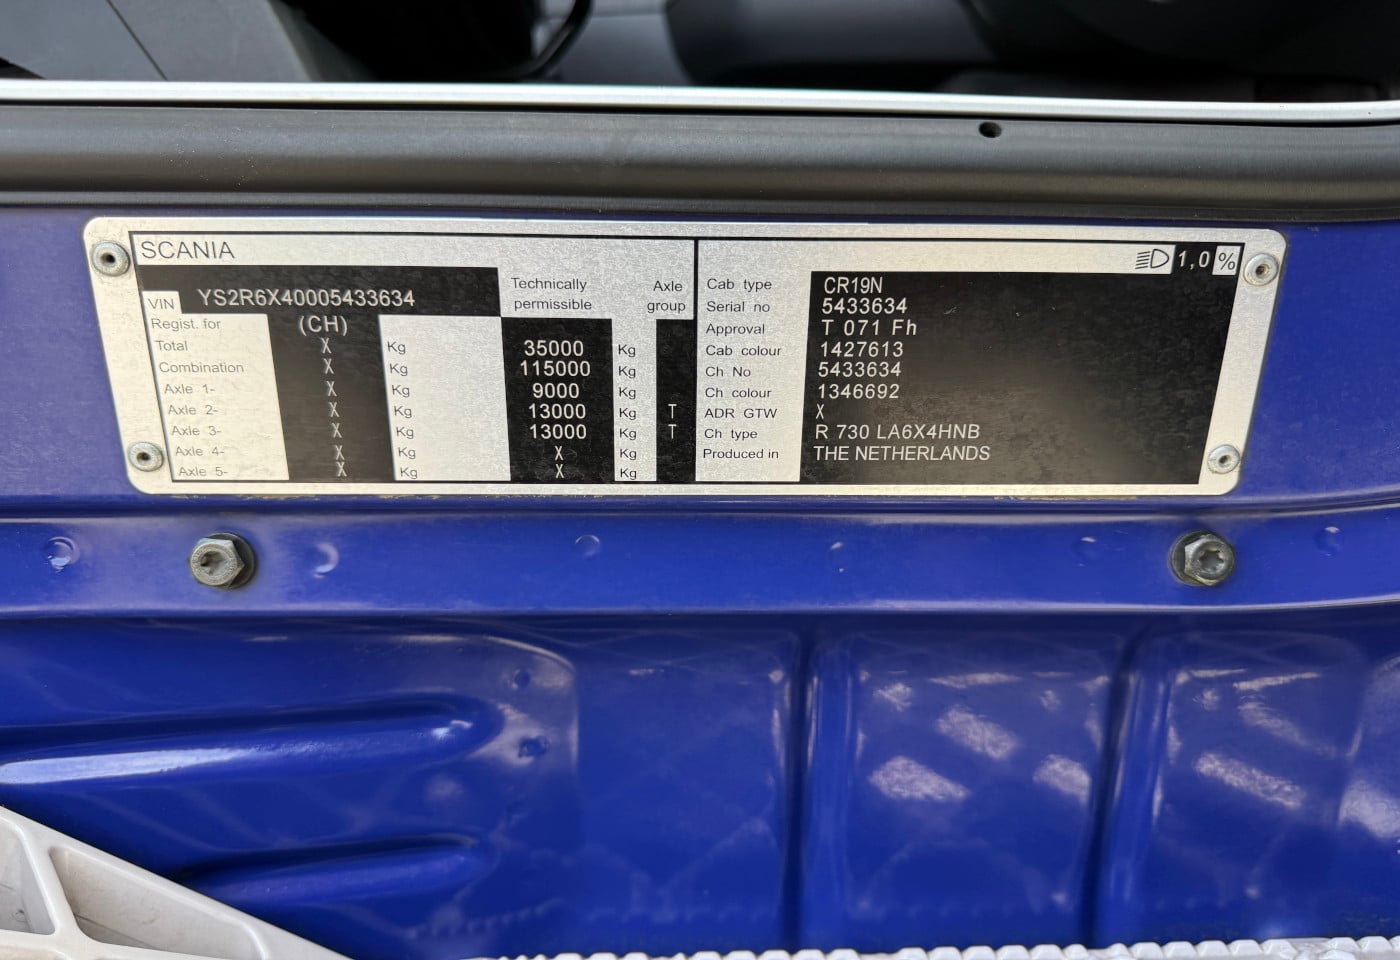 SCANIA
1,0 %
VIN YS2R6X40005433634
Technically permissible
Axle group
Regist. for (CH)
Total X Kg 35000 Kg
Combination X Kg 115000 Kg
Axle 1- X Kg 9000 Kg
Axle 2- X Kg 13000 Kg T
Axle 3- X Kg 13000 Kg T
Axle 4- X Kg X Kg
Axle 5- X Kg X Kg
Cab type CR19N
Serial no 5433634
Approval T 071 Fh
Cab colour 1427613
Ch No 5433634
Ch colour 1346692
ADR GTW X
Ch type R 730 LA6X4HNB
Produced in THE NETHERLANDS